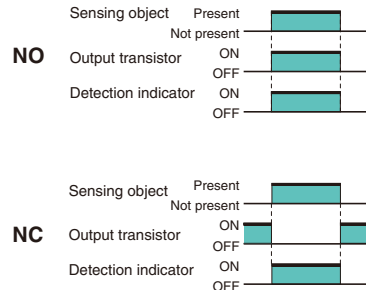 Sensing object Present
Not present
NO Output transistor ON
OFF
Detection indicator ON
OFF
Sensing object Present
Not present
NC Output transistor ON
OFF
Detection indicator ON
OFF